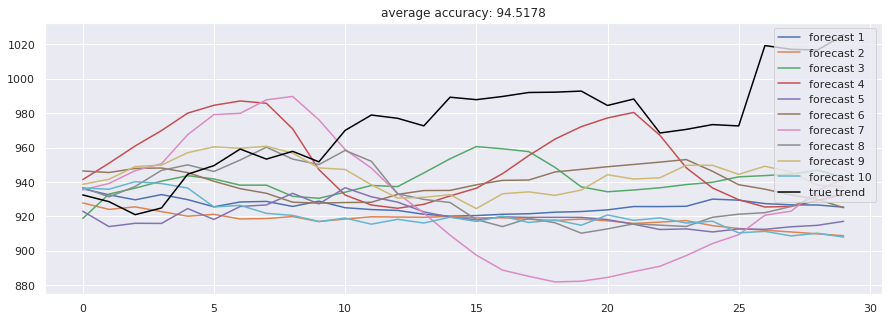 average accuracy: 94.5178
1020
1000
980
960
940
920
900
880
0
5
10
15
20
25
30
forecast 1
forecast 2
forecast 3
forecast 4
forecast 5
forecast 6
forecast 7
forecast 8
forecast 9
forecast 10
true trend